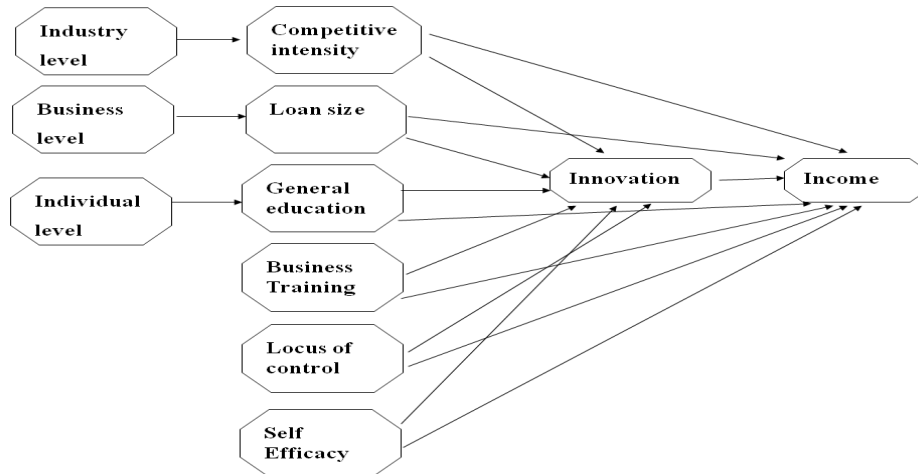 Industry
level
Competitive
intensity
Business
level
Loan size
Individual
level
General
education
Innovation
Income
Business
Training
Locus of
control
Self
Efficacy